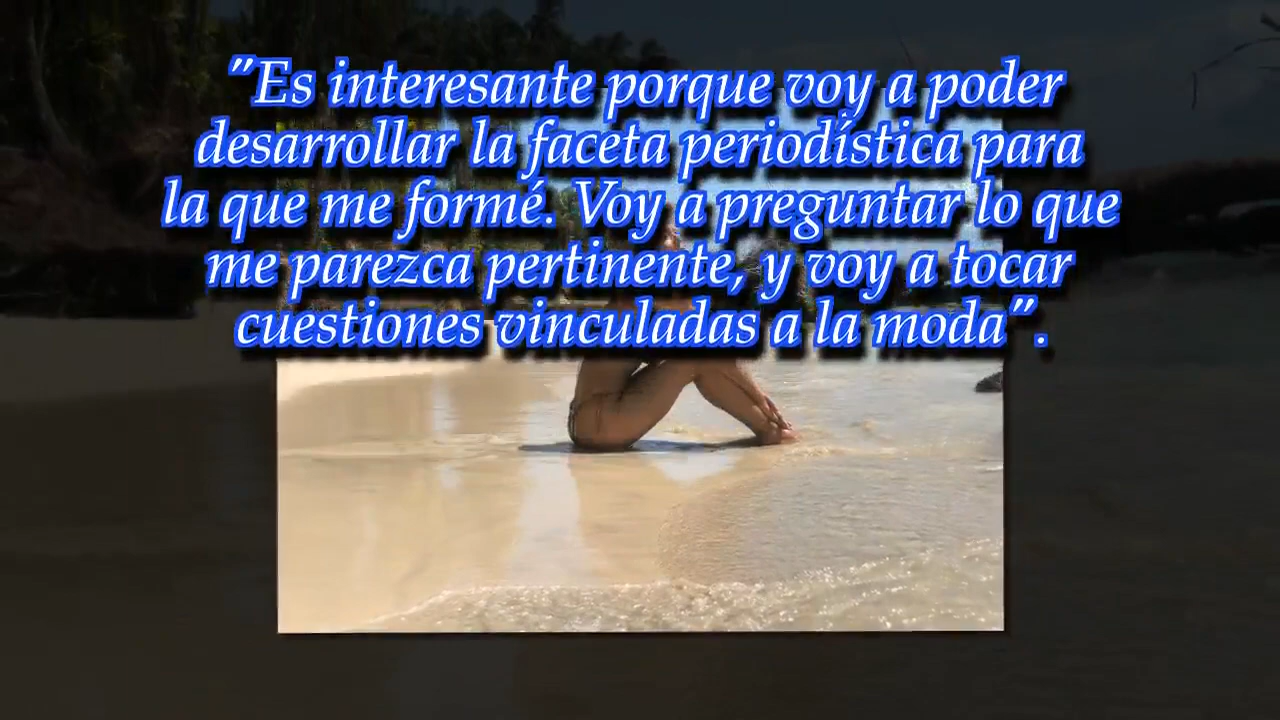 "Es interesante porque voy a poder
desarrollar la faceta periodística para
la que me formé. Voy a preguntar lo que
me parezca pertinente, y voy a tocar
cuestiones vinculadas a la moda".